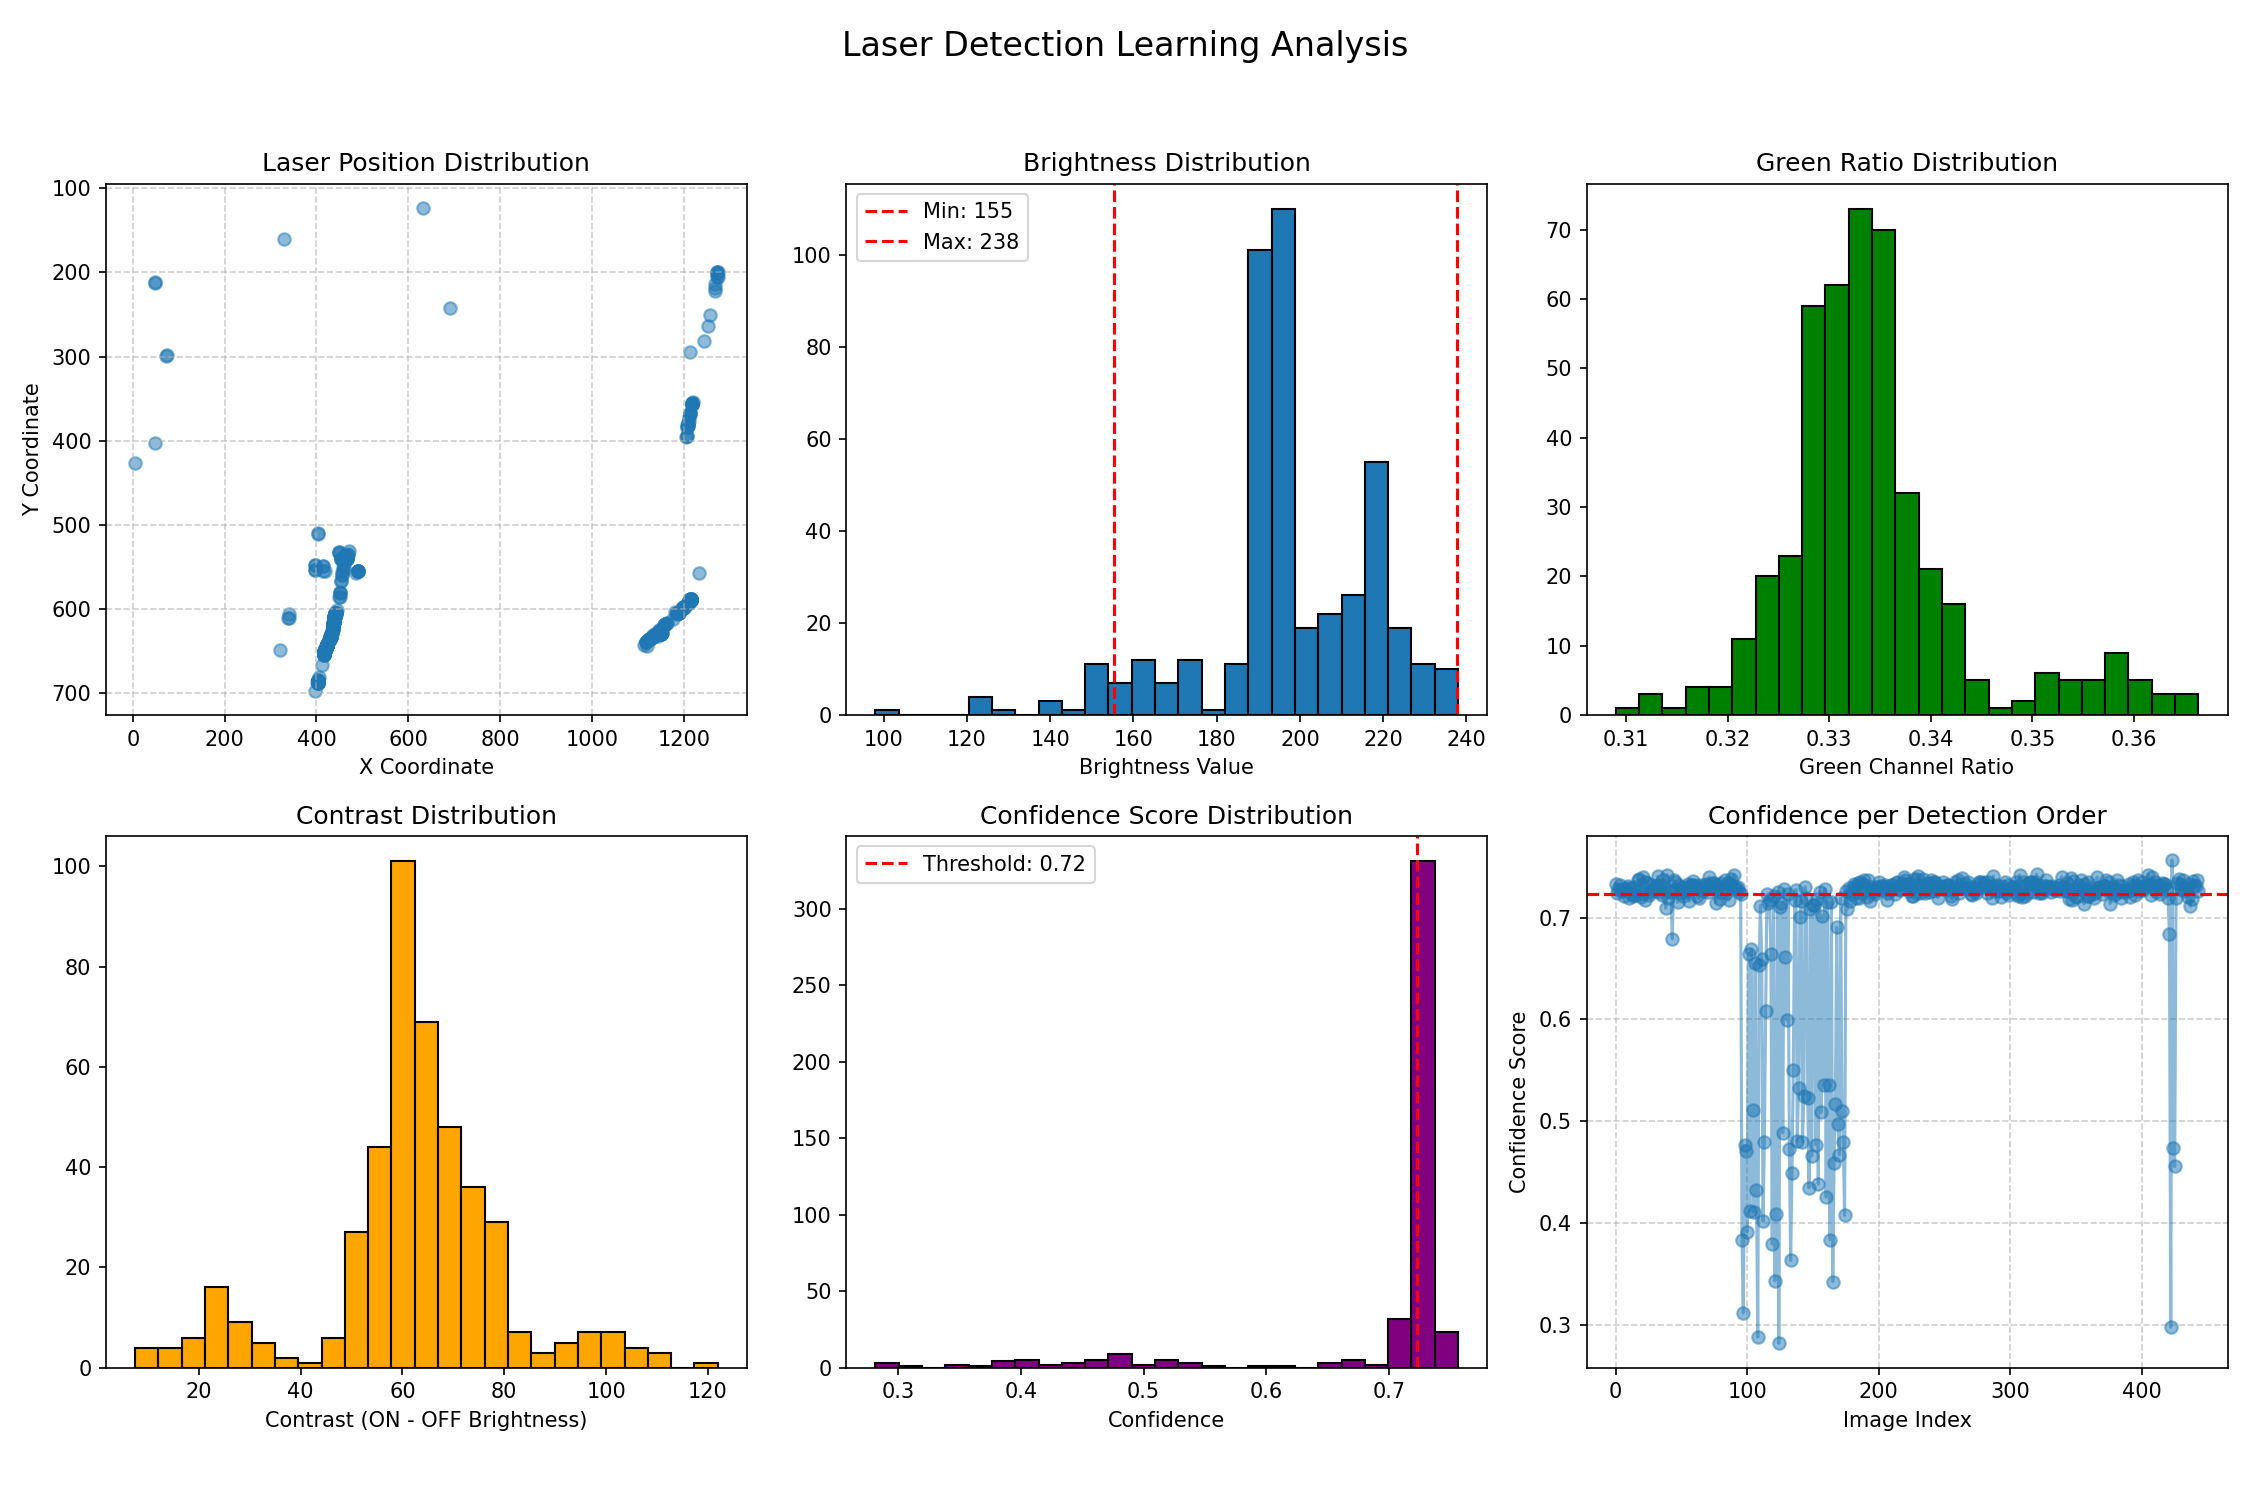 Laser Detection Learning Analysis
Laser Position Distribution
100
200
300
400
500
600
700
Y Coordinate
0 200 400 600 800 1000 1200
X Coordinate
Brightness Distribution
Min: 155
Max: 238
100
80
60
40
20
0
100 120 140 160 180 200 220 240
Brightness Value
Green Ratio Distribution
70
60
50
40
30
20
10
0
0.31 0.32 0.33 0.34 0.35 0.36
Green Channel Ratio
Contrast Distribution
100
80
60
40
20
0
20 40 60 80 100 120
Contrast (ON - OFF Brightness)
Confidence Score Distribution
Threshold: 0.72
300
250
200
150
100
50
0
0.3 0.4 0.5 0.6 0.7
Confidence
Confidence per Detection Order
0.7
0.6
0.5
0.4
0.3
Confidence Score
0 100 200 300 400
Image Index